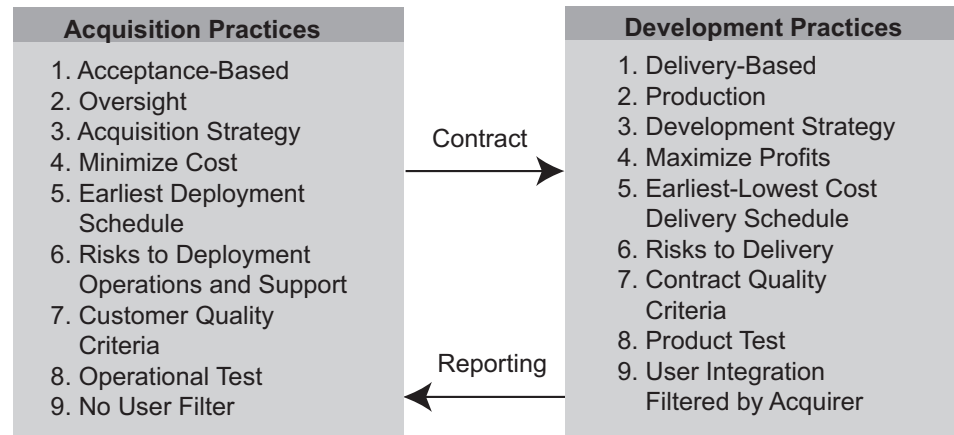 Acquisition Practices
1. Acceptance-Based
2. Oversight
3. Acquisition Strategy
4. Minimize Cost
5. Earliest Deployment
Schedule
6. Risks to Deployment
Operations and Support
7. Customer Quality
Criteria
8. Operational Test
9. No User Filter
Contract
Reporting
Development Practices
1. Delivery-Based
2. Production
3. Development Strategy
4. Maximize Profits
5. Earliest-Lowest Cost
Delivery Schedule
6. Risks to Delivery
7. Contract Quality
Criteria
8. Product Test
9. User Integration
Filtered by Acquirer